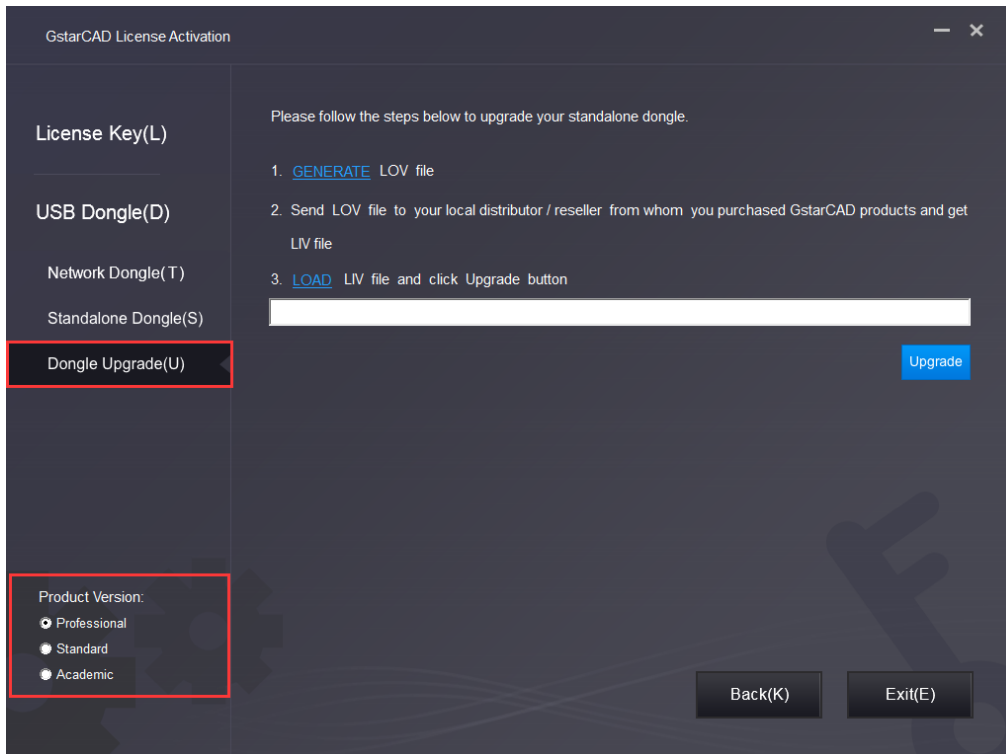 GstarCAD License Activation
License Key(L)
USB Dongle(D)
Network Dongle(T)
Standalone Dongle(S)
Dongle Upgrade(U)
Product Version:
Professional
Standard
Academic
Please follow the steps below to upgrade your standalone dongle.
1. GENERATE LOV file
2. Send LOV file to your local distributor / reseller from whom you purchased GstarCAD products and get
LIV file
3. LOAD LIV file and click Upgrade button
Upgrade
Back(K)
Exit(E)